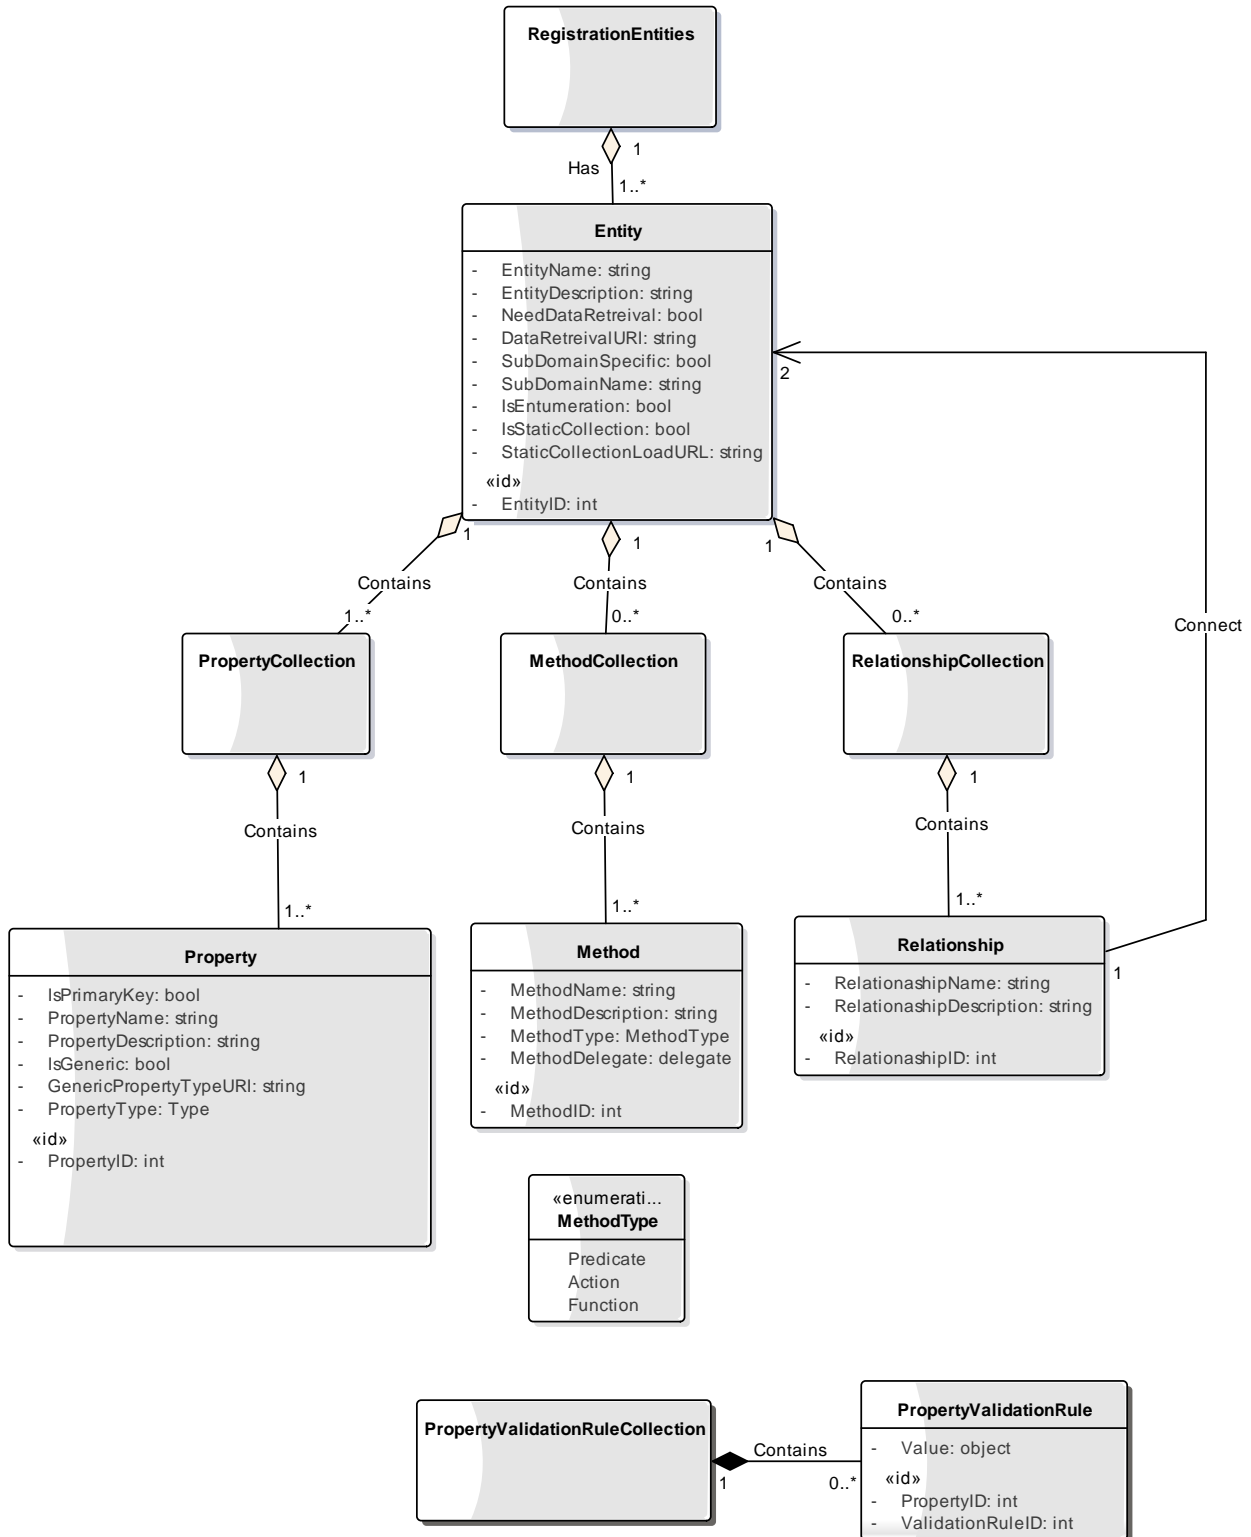 RegistrationEntities
1
Has
1..*
Entity
- EntityName: string
- EntityDescription: string
- NeedDataRetreival: bool
- DataRetreivalURI: string
- SubDomainSpecific: bool
- SubDomainName: string
- IsEntumeration: bool
- IsStaticCollection: bool
- StaticCollectionLoadURL: string
«id»
- EntityID: int
2
Connect
1
1
1
Contains
Contains
Contains
1..*
0..*
0..*
PropertyCollection
MethodCollection
RelationshipCollection
1
1
1
Contains
Contains
Contains
1..*
1..*
1..*
Property
- IsPrimaryKey: bool
- PropertyName: string
- PropertyDescription: string
- IsGeneric: bool
- GenericPropertyTypeURI: string
- PropertyType: Type
«id»
- PropertyID: int
Method
- MethodName: string
- MethodDescription: string
- MethodType: MethodType
- MethodDelegate: delegate
«id»
- MethodID: int
Relationship
- RelationashipName: string
- RelationashipDescription: string
«id»
- RelationashipID: int
1
«enumerati...
MethodType
Predicate
Action
Function
PropertyValidationRuleCollection
Contains
1
0..*
PropertyValidationRule
- Value: object
«id»
- PropertyID: int
- ValidationRuleID: int